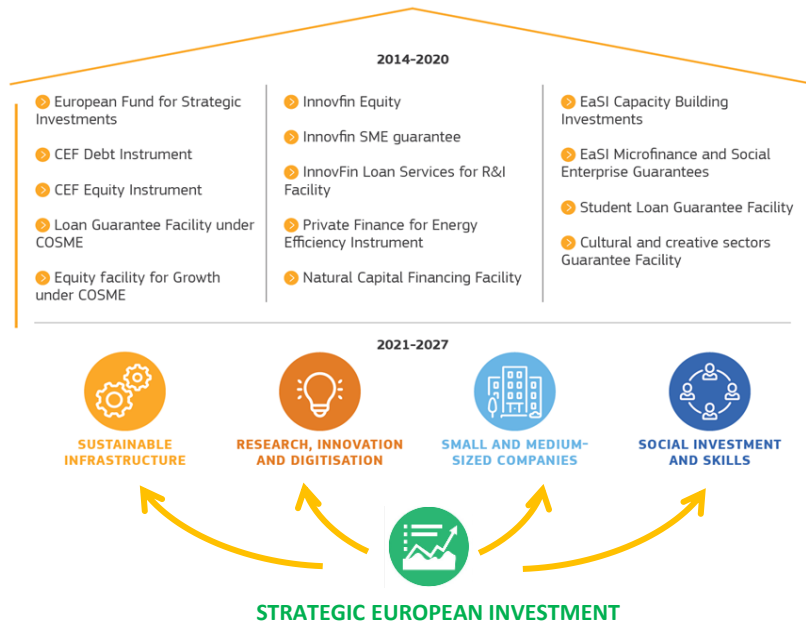 2014-2020
European Fund for Strategic
Investments
CEF Debt Instrument
CEF Equity Instrument
Loan Guarantee Facility under
COSME
Equity facility for Growth
under COSME
Innovfin Equity
Innovfin SME guarantee
InnovFin Loan Services for R&I
Facility
Private Finance for Energy
Efficiency Instrument
Natural Capital Financing Facility
EaSI Capacity Building
Investments
EaSI Microfinance and Social
Enterprise Guarantees
Student Loan Guarantee Facility
Cultural and creative sectors
Guarantee Facility
2021-2027
SUSTAINABLE
INFRASTRUCTURE
RESEARCH, INNOVATION
AND DIGITISATION
SMALL AND MEDIUM-
SIZED COMPANIES
SOCIAL INVESTMENT
AND SKILLS
STRATEGIC EUROPEAN INVESTMENT